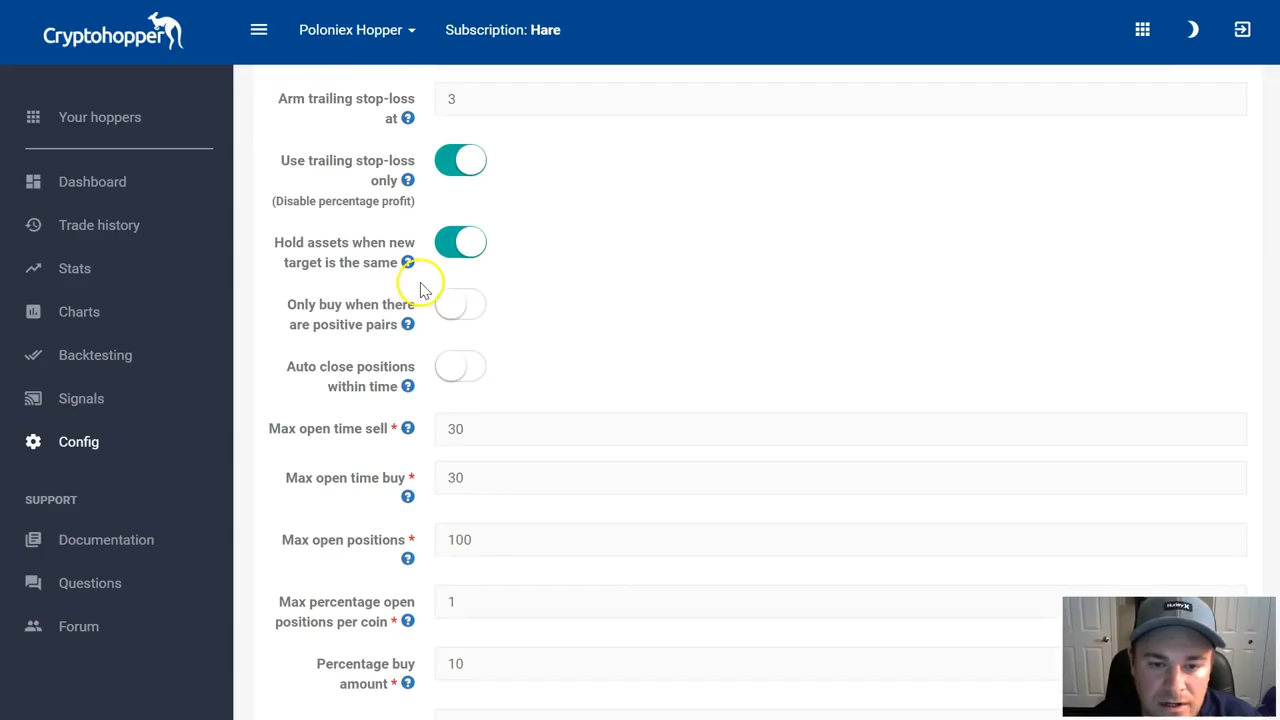 Cryptohopper
Poloniex Hopper
Subscription: Hare
Your hoppers
Dashboard
Trade history
Stats
Charts
Backtesting
Signals
Config
SUPPORT
Documentation
Questions
Forum
Arm trailing stop-loss
at ?
3
Use trailing stop-loss
only ?
(Disable percentage profit)
Hold assets when new
target is the same ?
Only buy when there
are positive pairs ?
Auto close positions
within time ?
Max open time sell * ?
30
Max open time buy *
?
30
Max open positions *
?
100
Max percentage open
positions per coin * ?
1
Percentage buy
amount * ?
10
Hurley